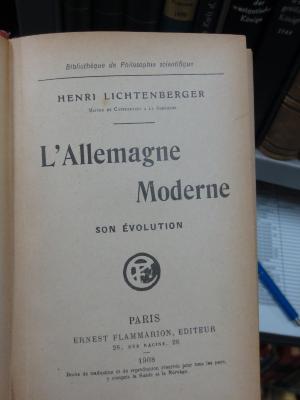 Bibliothèque de Philosophie scientifique
HENRI LICHTENBERGER
MAITRE DE CONFÉRENCES A LA SORBONNE
L'Allemagne
Moderne
SON ÉVOLUTION
PARIS
ERNEST FLAMMARION, EDITEUR
26, RUE RACINE, 26
1908
Droits de traduction et de reproduction réservés pour tous les pays,
y compris la Suède et la Norvège.